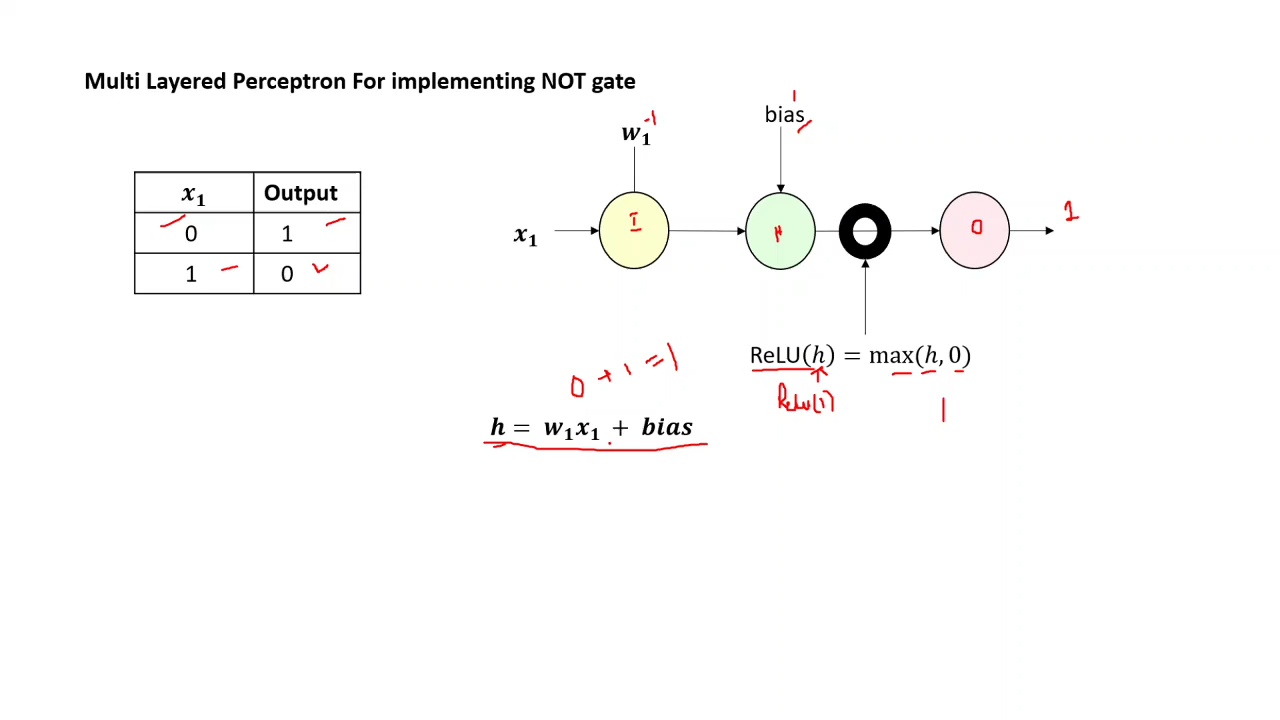 Multi Layered Perceptron For implementing NOT gate
1
bias
w₁ -1
x₁ Output
0 1
1 0
x₁ I H O 1
ReLU(h) = max(h, 0)
0 + 1 = 1
Relu(1) 1
h = w₁x₁ + bias